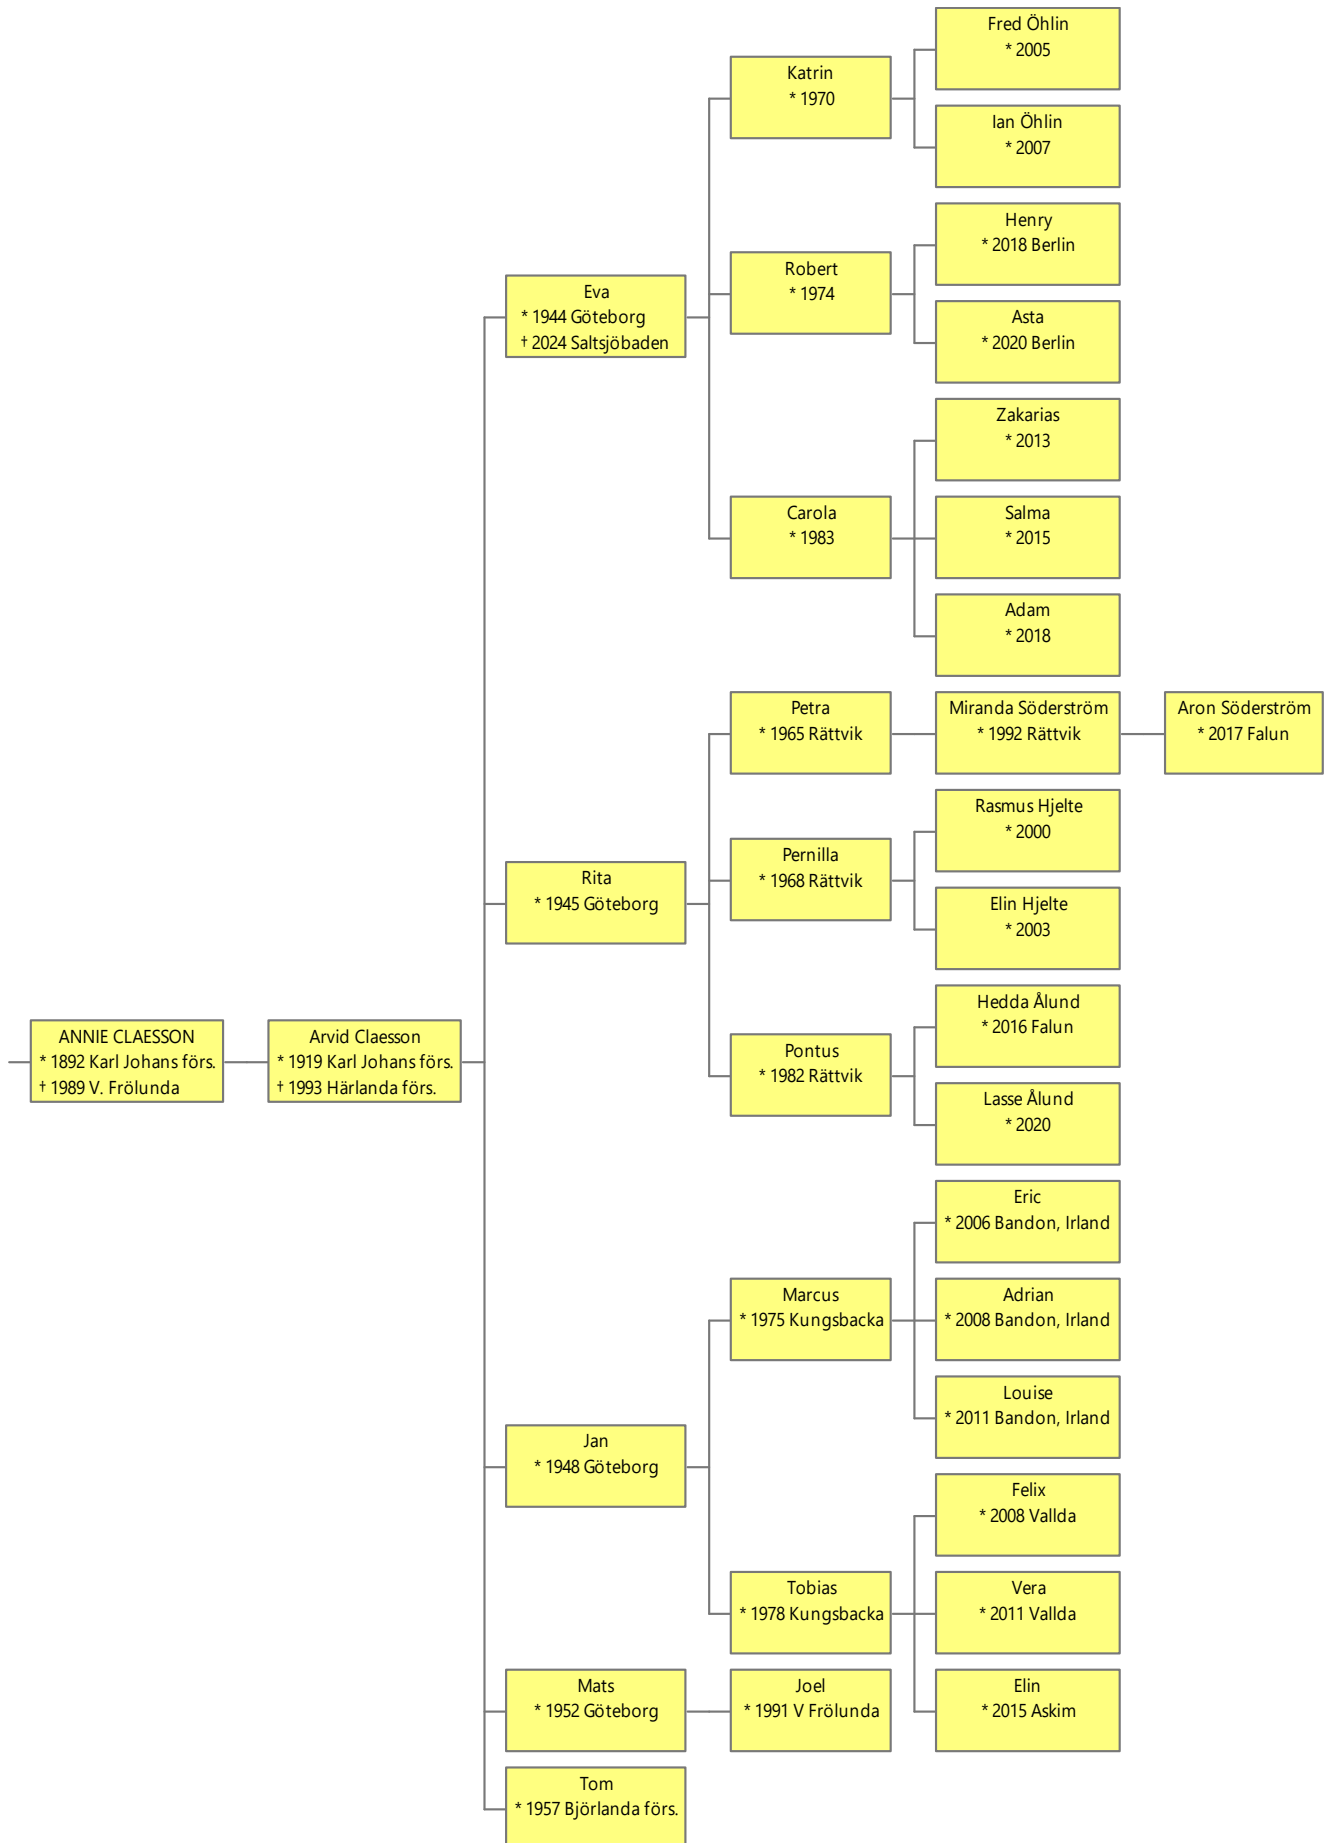 ANNIE CLAESSON
* 1892 Karl Johans förs.
† 1989 V. Frölunda
Arvid Claesson
* 1919 Karl Johans förs.
† 1993 Härlanda förs.
Eva
* 1944 Göteborg
† 2024 Saltsjöbaden
Katrin
* 1970
Fred Öhlin
* 2005
Ian Öhlin
* 2007
Robert
* 1974
Henry
* 2018 Berlin
Asta
* 2020 Berlin
Carola
* 1983
Zakarias
* 2013
Salma
* 2015
Adam
* 2018
Rita
* 1945 Göteborg
Petra
* 1965 Rättvik
Miranda Söderström
* 1992 Rättvik
Aron Söderström
* 2017 Falun
Pernilla
* 1968 Rättvik
Rasmus Hjelte
* 2000
Elin Hjelte
* 2003
Pontus
* 1982 Rättvik
Hedda Ålund
* 2016 Falun
Lasse Ålund
* 2020
Jan
* 1948 Göteborg
Marcus
* 1975 Kungsbacka
Eric
* 2006 Bandon, Irland
Adrian
* 2008 Bandon, Irland
Louise
* 2011 Bandon, Irland
Tobias
* 1978 Kungsbacka
Felix
* 2008 Vallda
Vera
* 2011 Vallda
Elin
* 2015 Askim
Mats
* 1952 Göteborg
Joel
* 1991 V Frölunda
Tom
* 1957 Björlanda förs.